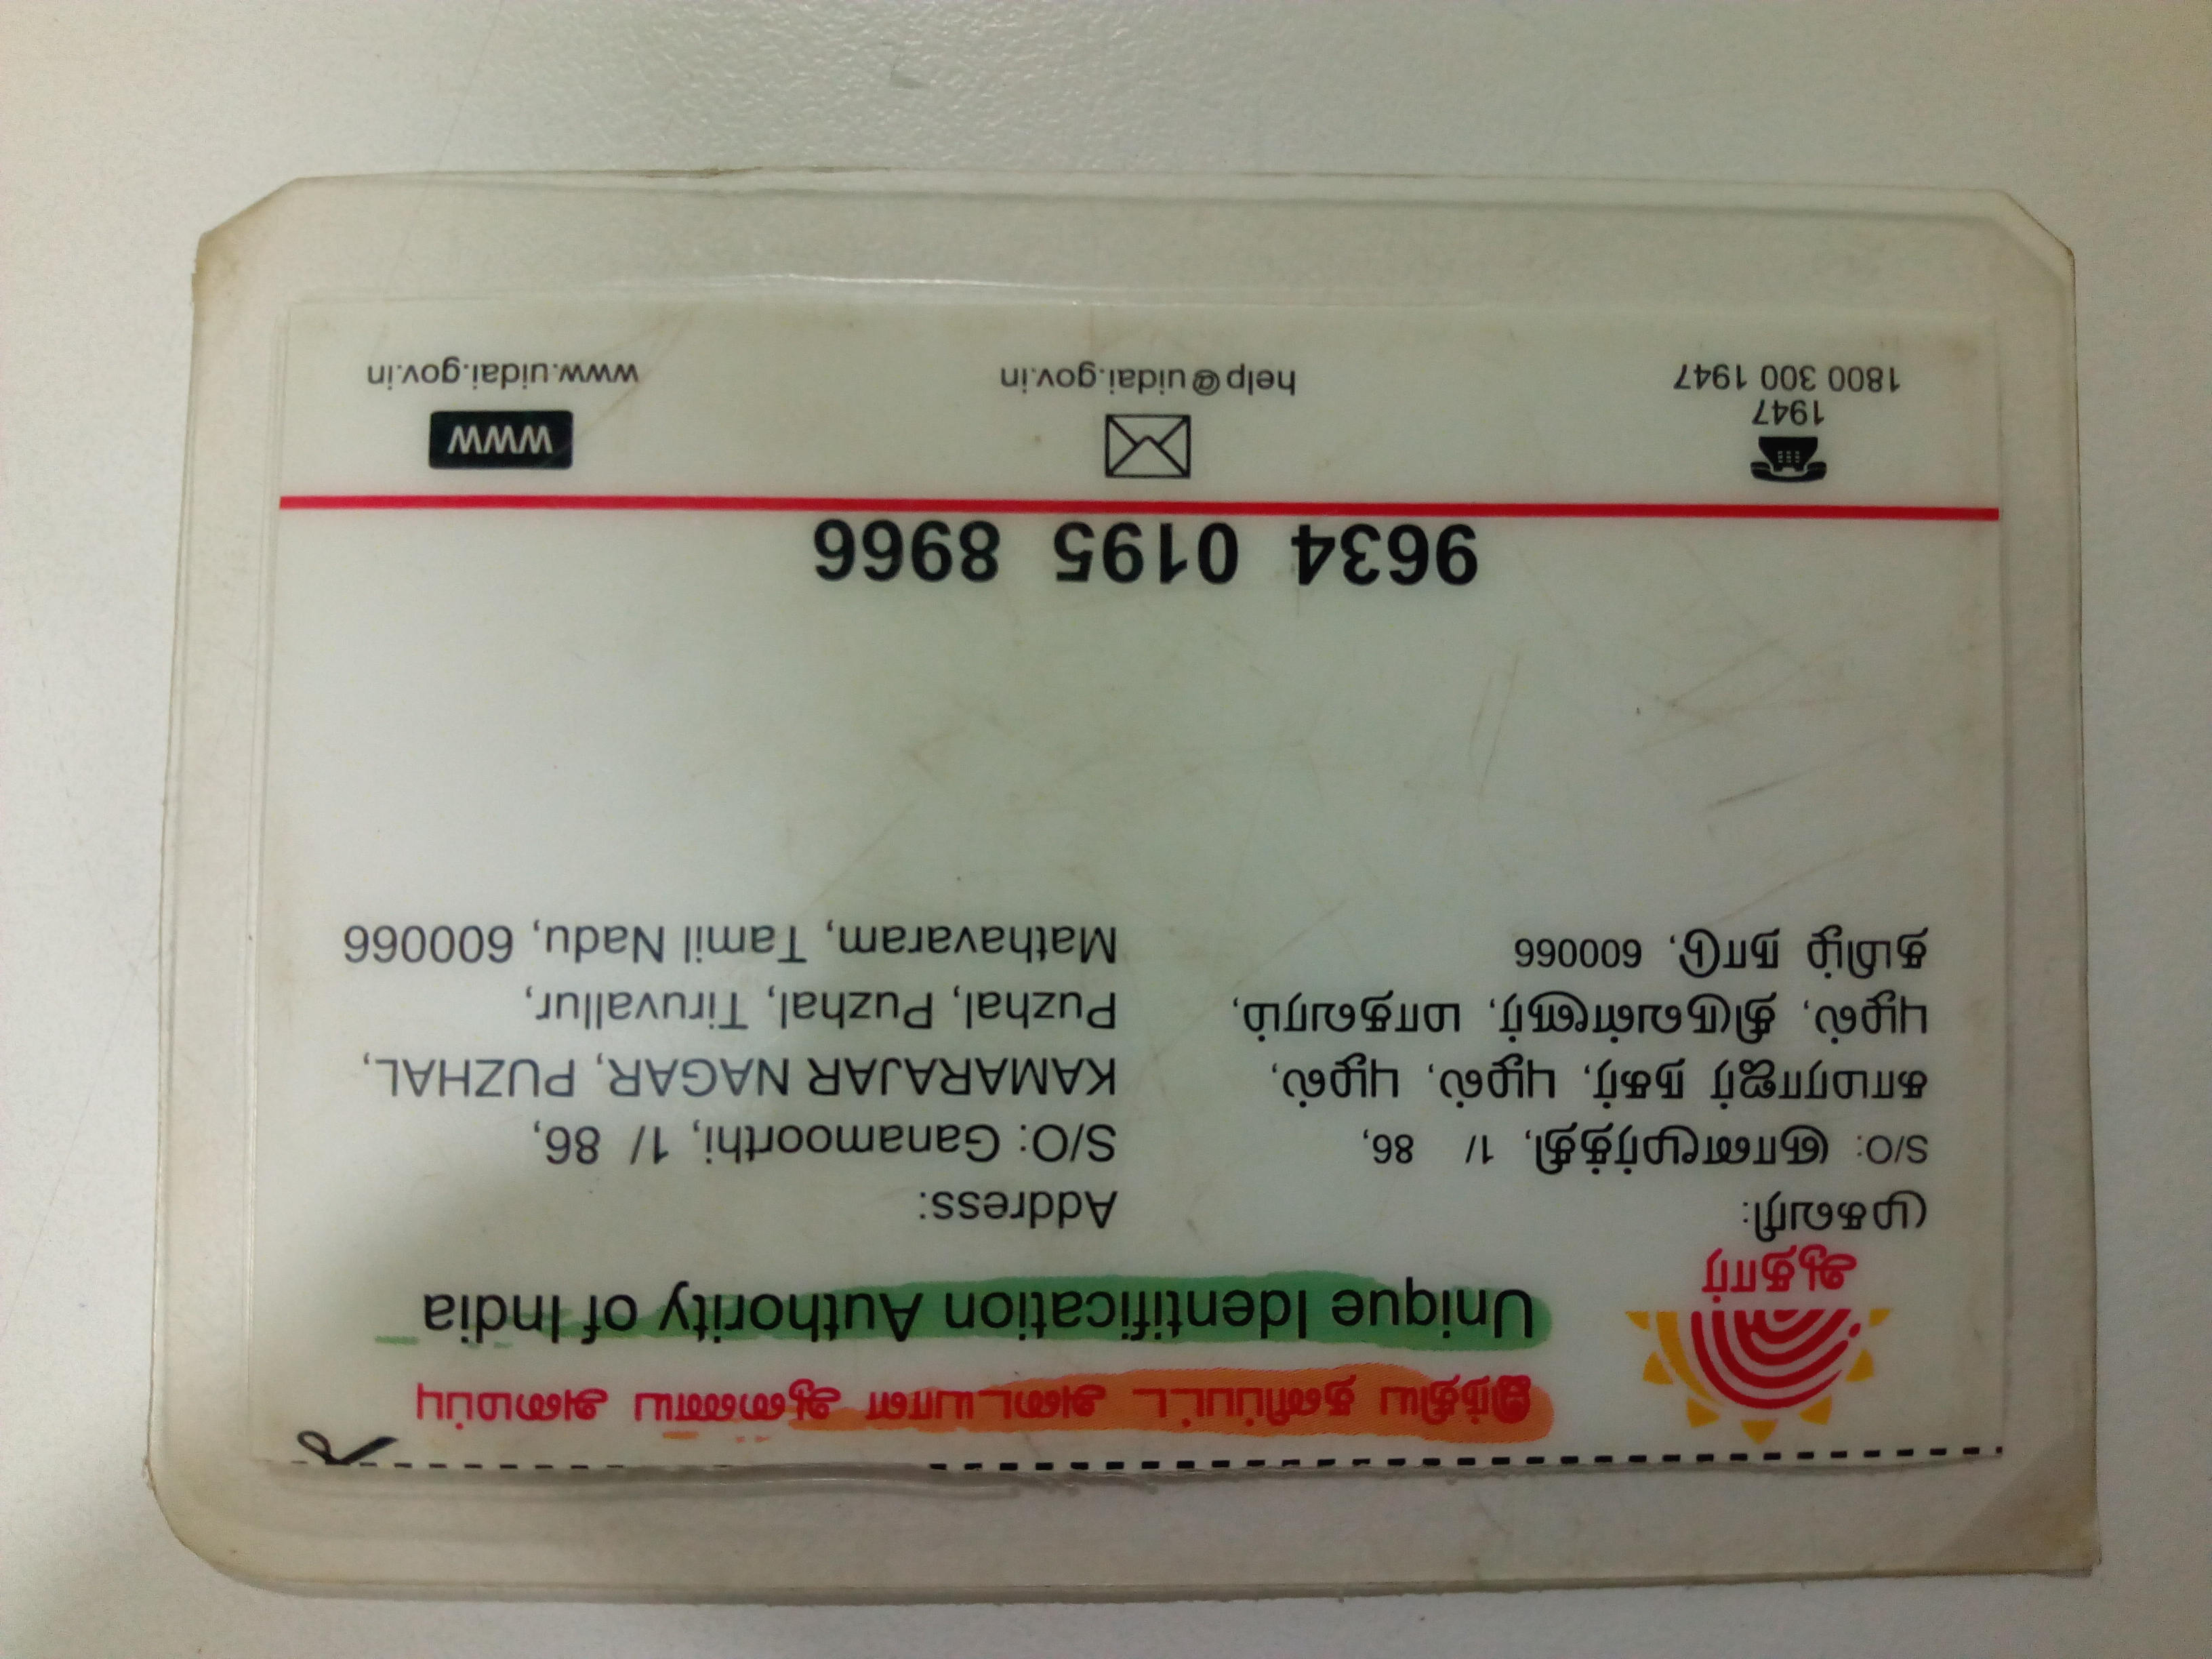 இந்திய தனிப்பட்ட அடையாள ஆணைய அமைப்பு
Unique Identification Authority of India
ஆதார்
முகவரி:
S/O: ஞானமூர்த்தி, 1/ 86,
காமராஜர் நகர், புழல், புழல்,
புழல், திருவள்ளூர், மாதவரம்,
தமிழ் நாடு, 600066
Address:
S/O: Ganamoorthi, 1/ 86,
KAMARAJAR NAGAR, PUZHAL,
Puzhal, Puzhal, Tiruvallur,
Mathavaram, Tamil Nadu, 600066
9634 0195 8966
1947
1800 300 1947
help@uidai.gov.in
WWW
www.uidai.gov.in